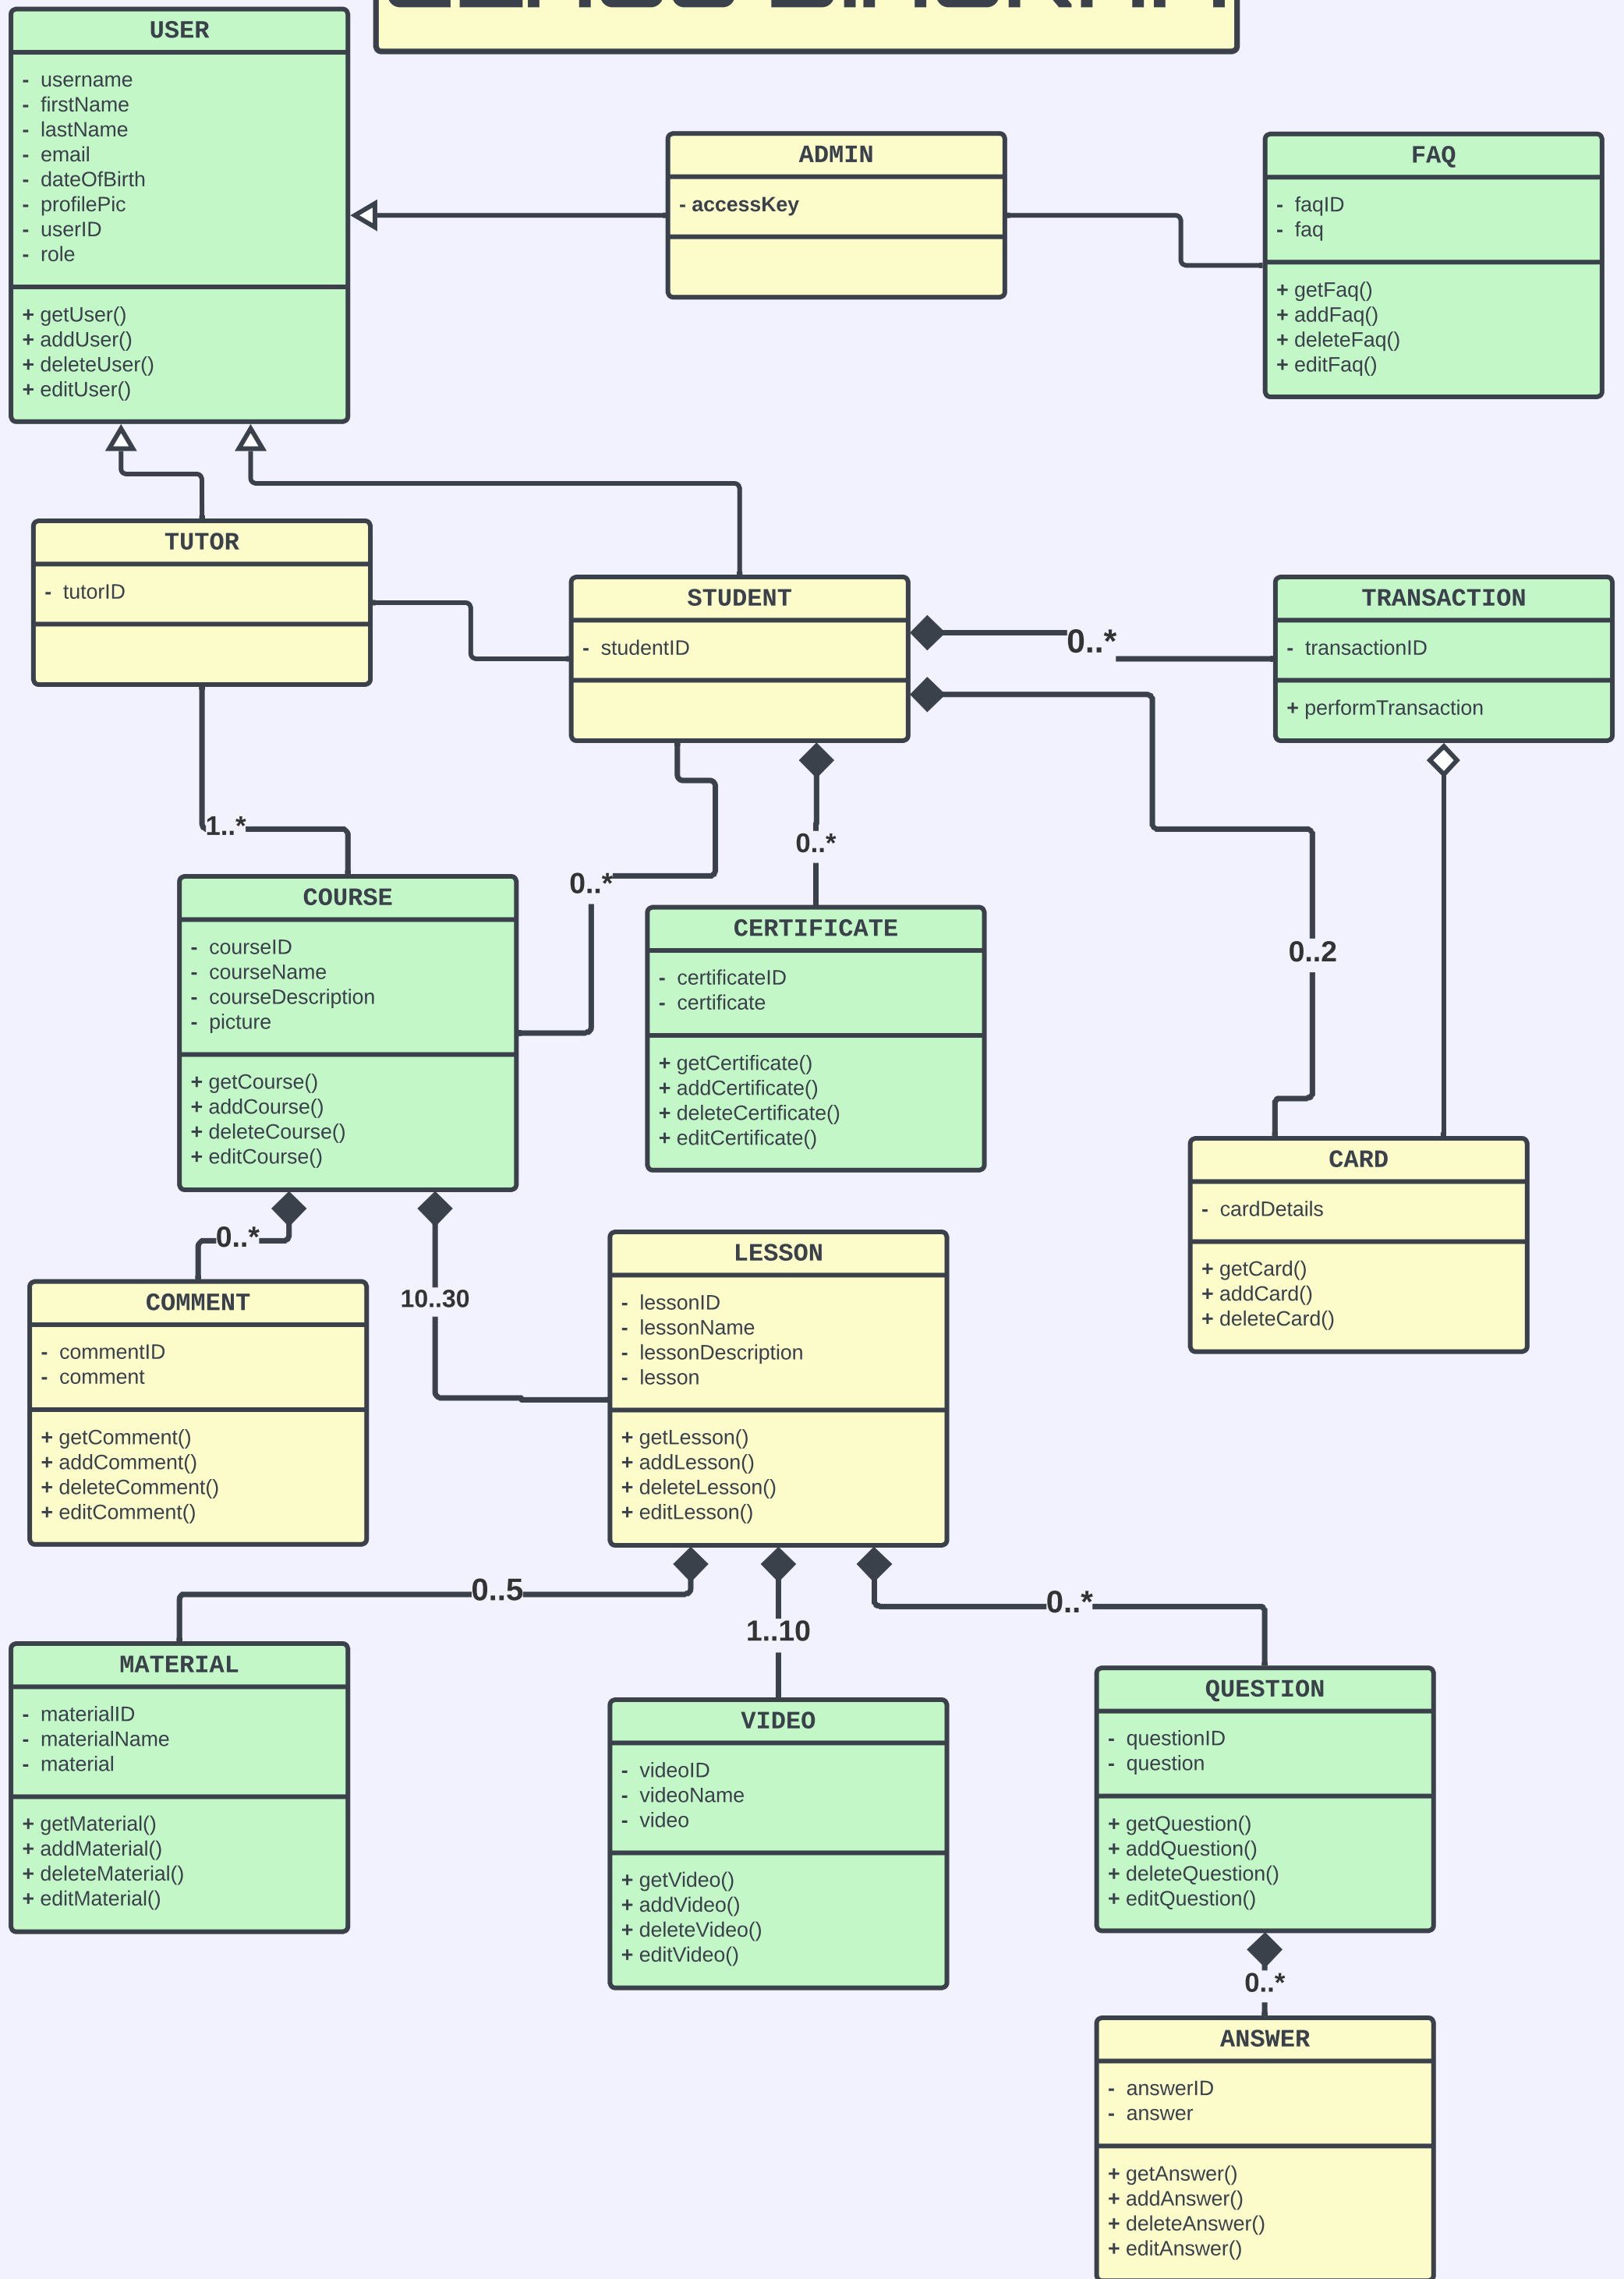 USER
- username
- firstName
- lastName
- email
- dateOfBirth
- profilePic
- userID
- role
+ getUser()
+ addUser()
+ deleteUser()
+ editUser()
ADMIN
- accessKey
FAQ
- faqID
- faq
+ getFaq()
+ addFaq()
+ deleteFaq()
+ editFaq()
TUTOR
- tutorID
STUDENT
- studentID
0..*
TRANSACTION
- transactionID
+ performTransaction
1..*
0..*
0..*
0..2
COURSE
- courseID
- courseName
- courseDescription
- picture
+ getCourse()
+ addCourse()
+ deleteCourse()
+ editCourse()
CERTIFICATE
- certificateID
- certificate
+ getCertificate()
+ addCertificate()
+ deleteCertificate()
+ editCertificate()
CARD
- cardDetails
+ getCard()
+ addCard()
+ deleteCard()
0..*
10..30
COMMENT
- commentID
- comment
+ getComment()
+ addComment()
+ deleteComment()
+ editComment()
LESSON
- lessonID
- lessonName
- lessonDescription
- lesson
+ getLesson()
+ addLesson()
+ deleteLesson()
+ editLesson()
0..5
1..10
0..*
MATERIAL
- materialID
- materialName
- material
+ getMaterial()
+ addMaterial()
+ deleteMaterial()
+ editMaterial()
VIDEO
- videoID
- videoName
- video
+ getVideo()
+ addVideo()
+ deleteVideo()
+ editVideo()
QUESTION
- questionID
- question
+ getQuestion()
+ addQuestion()
+ deleteQuestion()
+ editQuestion()
0..*
ANSWER
- answerID
- answer
+ getAnswer()
+ addAnswer()
+ deleteAnswer()
+ editAnswer()